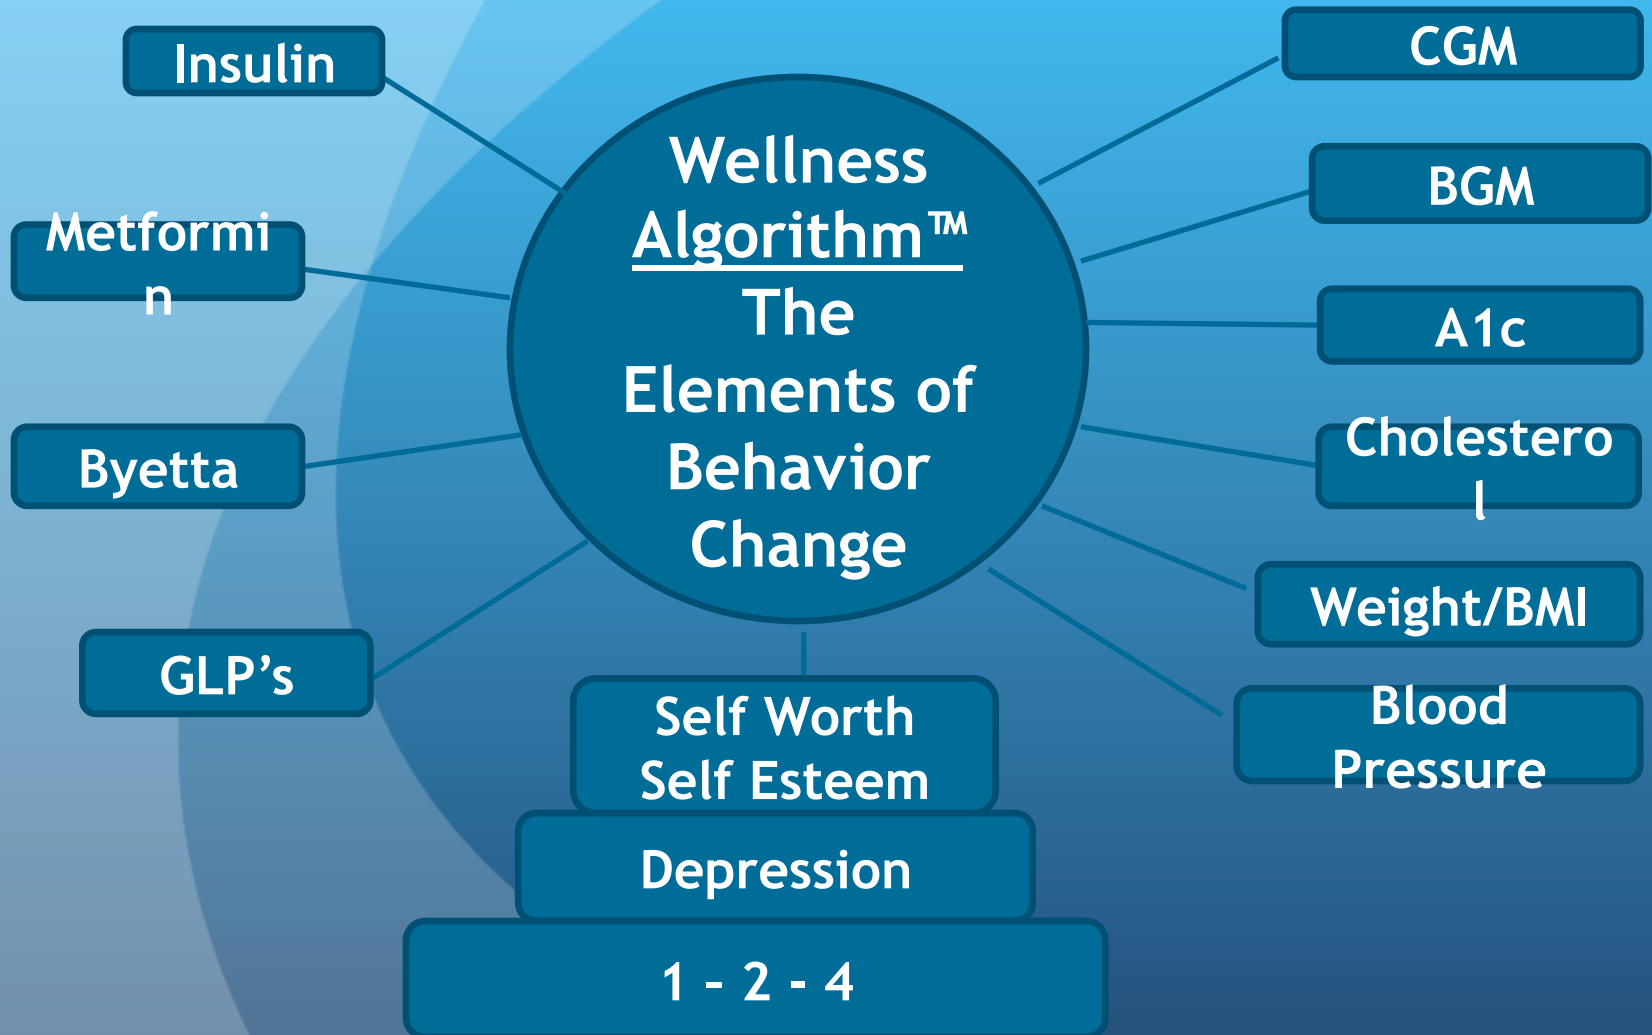 Insulin
Metformi
n
Byetta
GLP’s
Wellness
Algorithm™
The
Elements of
Behavior
Change
CGM
BGM
A1c
Cholestero
l
Weight/BMI
Blood
Pressure
Self Worth
Self Esteem
Depression
1 – 2 - 4